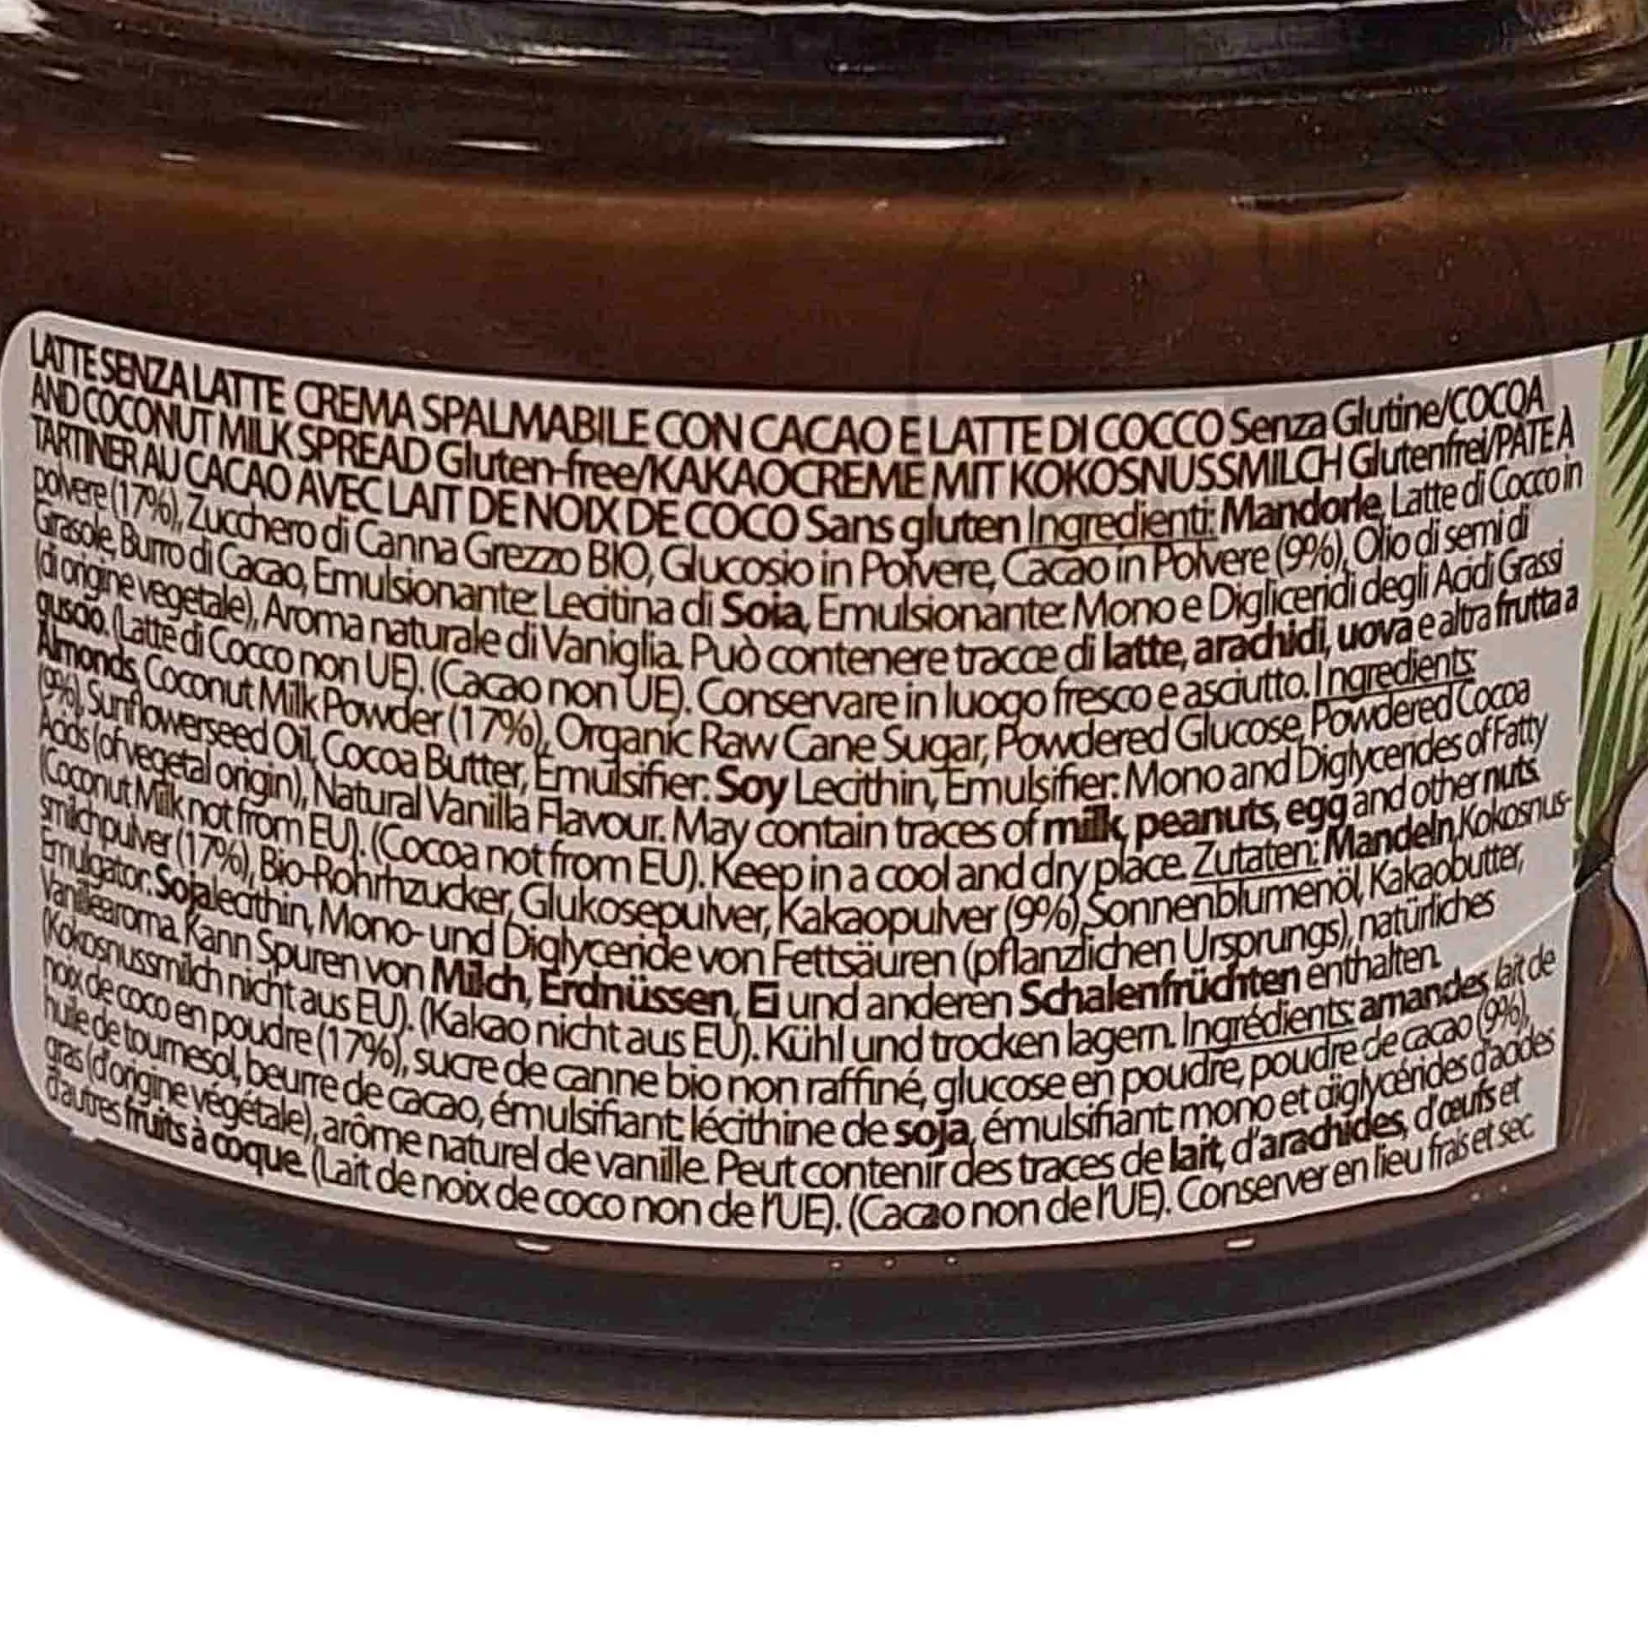 LATTE SENZA LATTE CREMA SPALMABILE CON CACAO E LATTE DI COCCO Senza Glutine/COCOA
AND COCONUT MILK SPREAD Gluten-free/KAKAOCREME MIT KOKOSNUSSMILCH Glutenfrei/PATE À
TARTINER AU CACAO AVEC LAIT DE NOIX DE COCO Sans gluten Ingredienti: Mandorle, Latte di Cocco in
polvere (17%), Zucchero di Canna Grezzo BIO, Glucosio in Polvere, Cacao in Polvere (9%), Olio di semi di
Girasole, Burro di Cacao, Emulsionante: Lecitina di Soia, Emulsionante: Mono e Digliceridi degli Acidi Grassi
(di origine vegetale), Aroma naturale di Vaniglia. Può contenere tracce di latte, arachidi, uova e altra frutta a
guscio. (Latte di Cocco non UE). (Cacao non UE). Conservare in luogo fresco e asciutto. Ingredients:
Almonds, Coconut Milk Powder (17%), Organic Raw Cane Sugar, Powdered Glucose, Powdered Cocoa
(9%), Sunflowerseed Oil, Cocoa Butter, Emulsifier: Soy Lecithin, Emulsifier: Mono and Diglycerides of Fatty
Acids (of vegetal origin), Natural Vanilla Flavour. May contain traces of milk, peanuts, egg and other nuts.
(Coconut Milk not from EU). (Cocoa not from EU). Keep in a cool and dry place. Zutaten: Mandeln, Kokosnus-
smilchpulver (17%), Bio-Rohrhzucker, Glukosepulver, Kakaopulver (9%), Sonnenblumenöl, Kakaobutter,
Emulgator: Sojalecithin, Mono- und Diglyceride von Fettsäuren (pflanzlichen Ursprungs), natürliches
Vanillearoma. Kann Spuren von Milch, Erdnüssen, Ei und anderen Schalenfrüchten enthalten.
(Kokosnussmilch nicht aus EU). (Kakao nicht aus EU). Kühl und trocken lagern. Ingrédients: amandes, lait de
noix de coco en poudre (17%), sucre de canne bio non raffiné, glucose en poudre, poudre de cacao (9%),
huile de tournesol, beurre de cacao, émulsifiant: lécithine de soja, émulsifiant: mono et diglycérides d'acides
gras (d'origine végétale), arôme naturel de vanille. Peut contenir des traces de lait, d'arachides, d'œufs et
d'autres fruits à coque. (Lait de noix de coco non de l'UE). (Cacao non de l'UE). Conserver en lieu frais et sec.